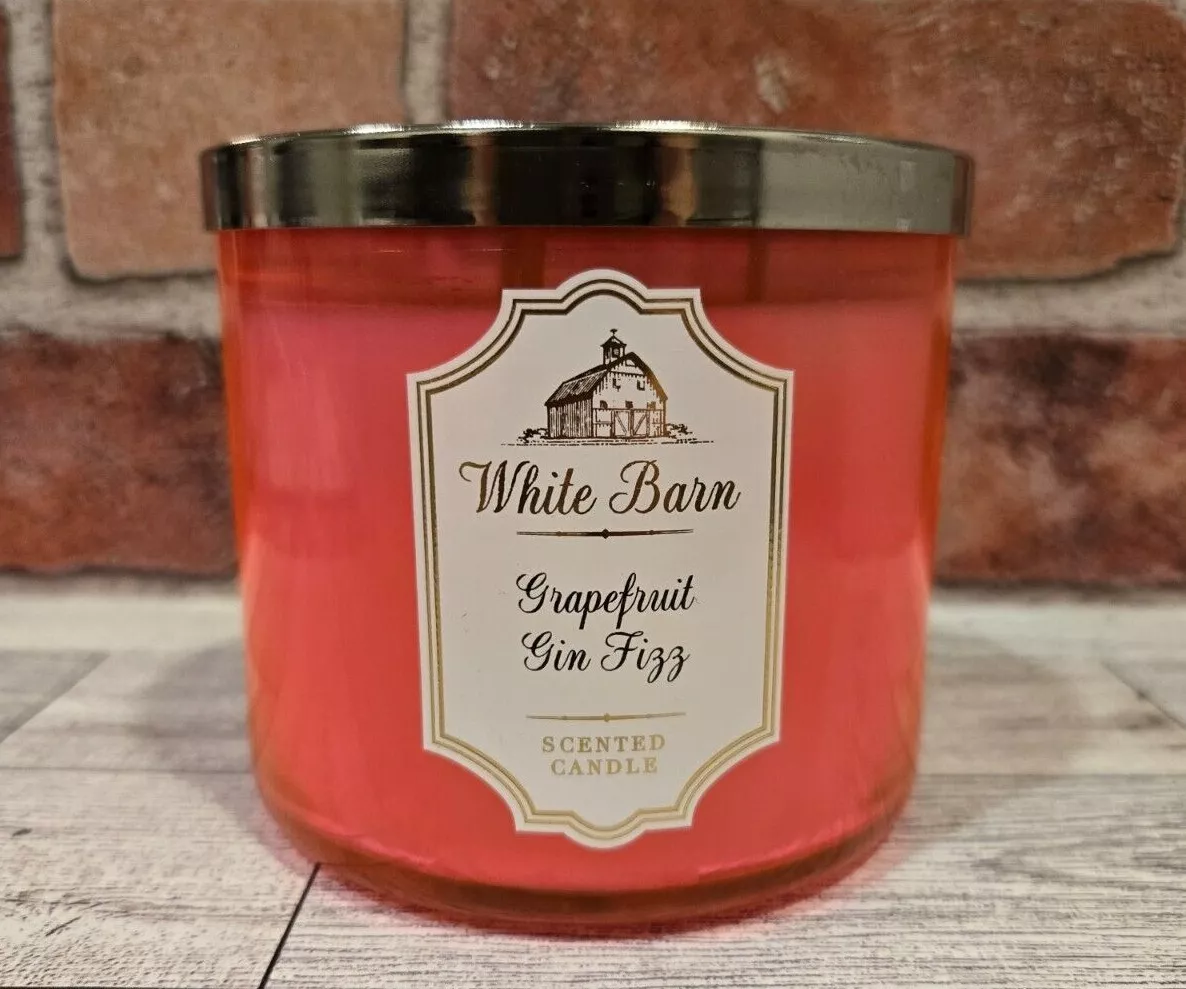 White Barn
Grapefruit
Gin Fizz
SCENTED
CANDLE